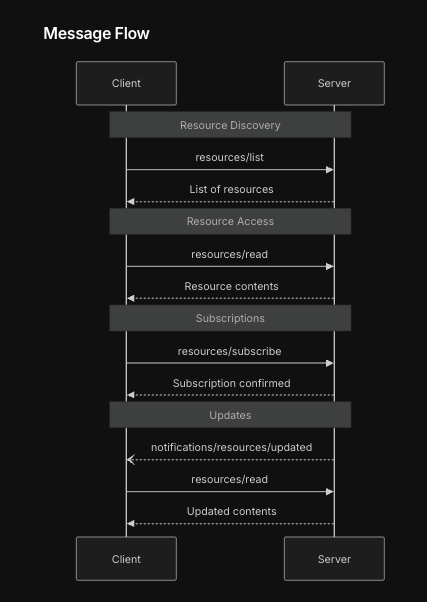 Message Flow
Client
Server
Resource Discovery
resources/list
List of resources
Resource Access
resources/read
Resource contents
Subscriptions
resources/subscribe
Subscription confirmed
Updates
notifications/resources/updated
resources/read
Updated contents
Client
Server